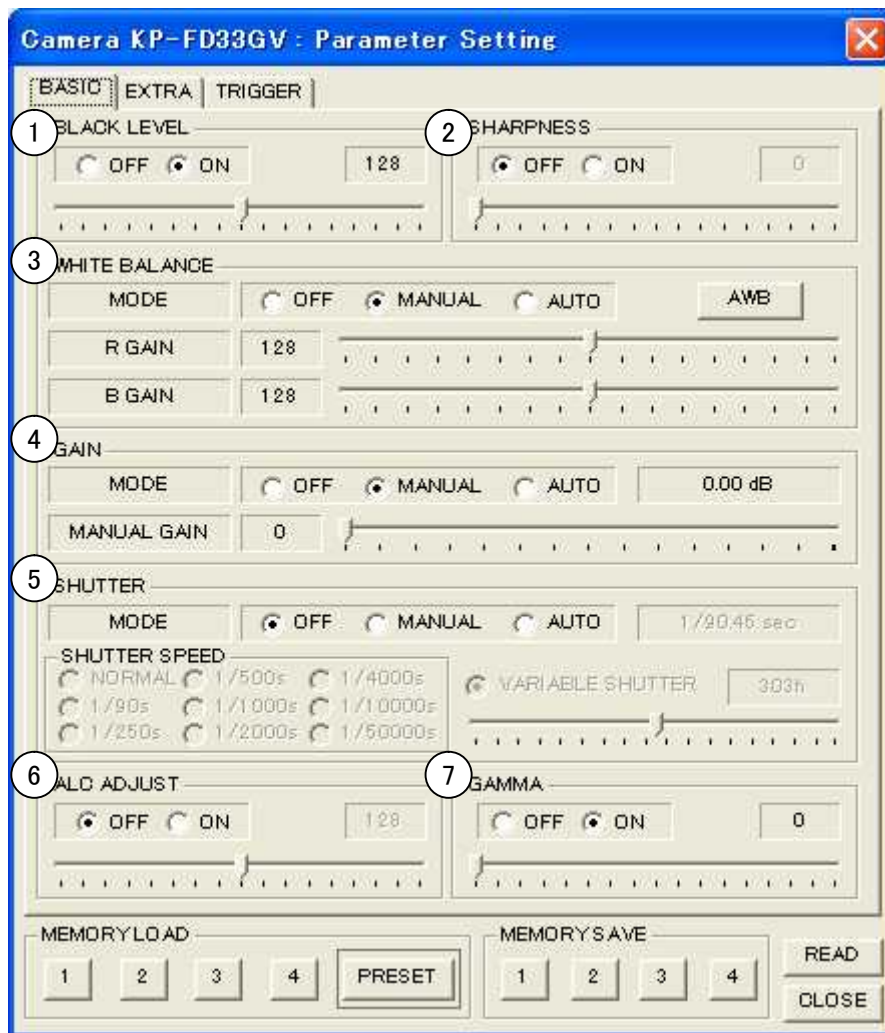 Camera KP-FD33GV : Parameter Setting
BASIC EXTRA TRIGGER
1 BLACK LEVEL
OFF ON 128
2 SHARPNESS
OFF ON 0
3 WHITE BALANCE
MODE OFF MANUAL AUTO AWB
R GAIN 128
B GAIN 128
4 GAIN
MODE OFF MANUAL AUTO 0.00 dB
MANUAL GAIN 0
5 SHUTTER
MODE OFF MANUAL AUTO 1/90.45 sec
SHUTTER SPEED
NORMAL 1/500s 1/4000s
1/90s 1/1000s 1/10000s
1/250s 1/2000s 1/50000s
VARIABLE SHUTTER 303h
6 ALC ADJUST
OFF ON 128
7 GAMMA
OFF ON 0
MEMORY LOAD
1 2 3 4 PRESET
MEMORY SAVE
1 2 3 4
READ
CLOSE